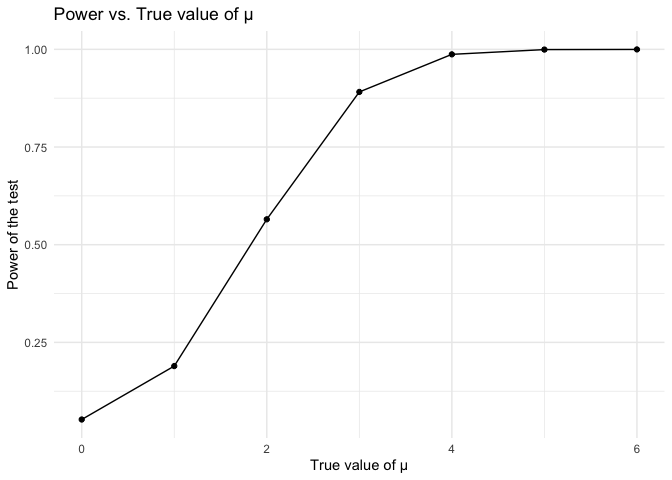 Power vs. True value of μ
1.00
0.75
0.50
0.25
Power of the test
0 2 4 6
True value of μ